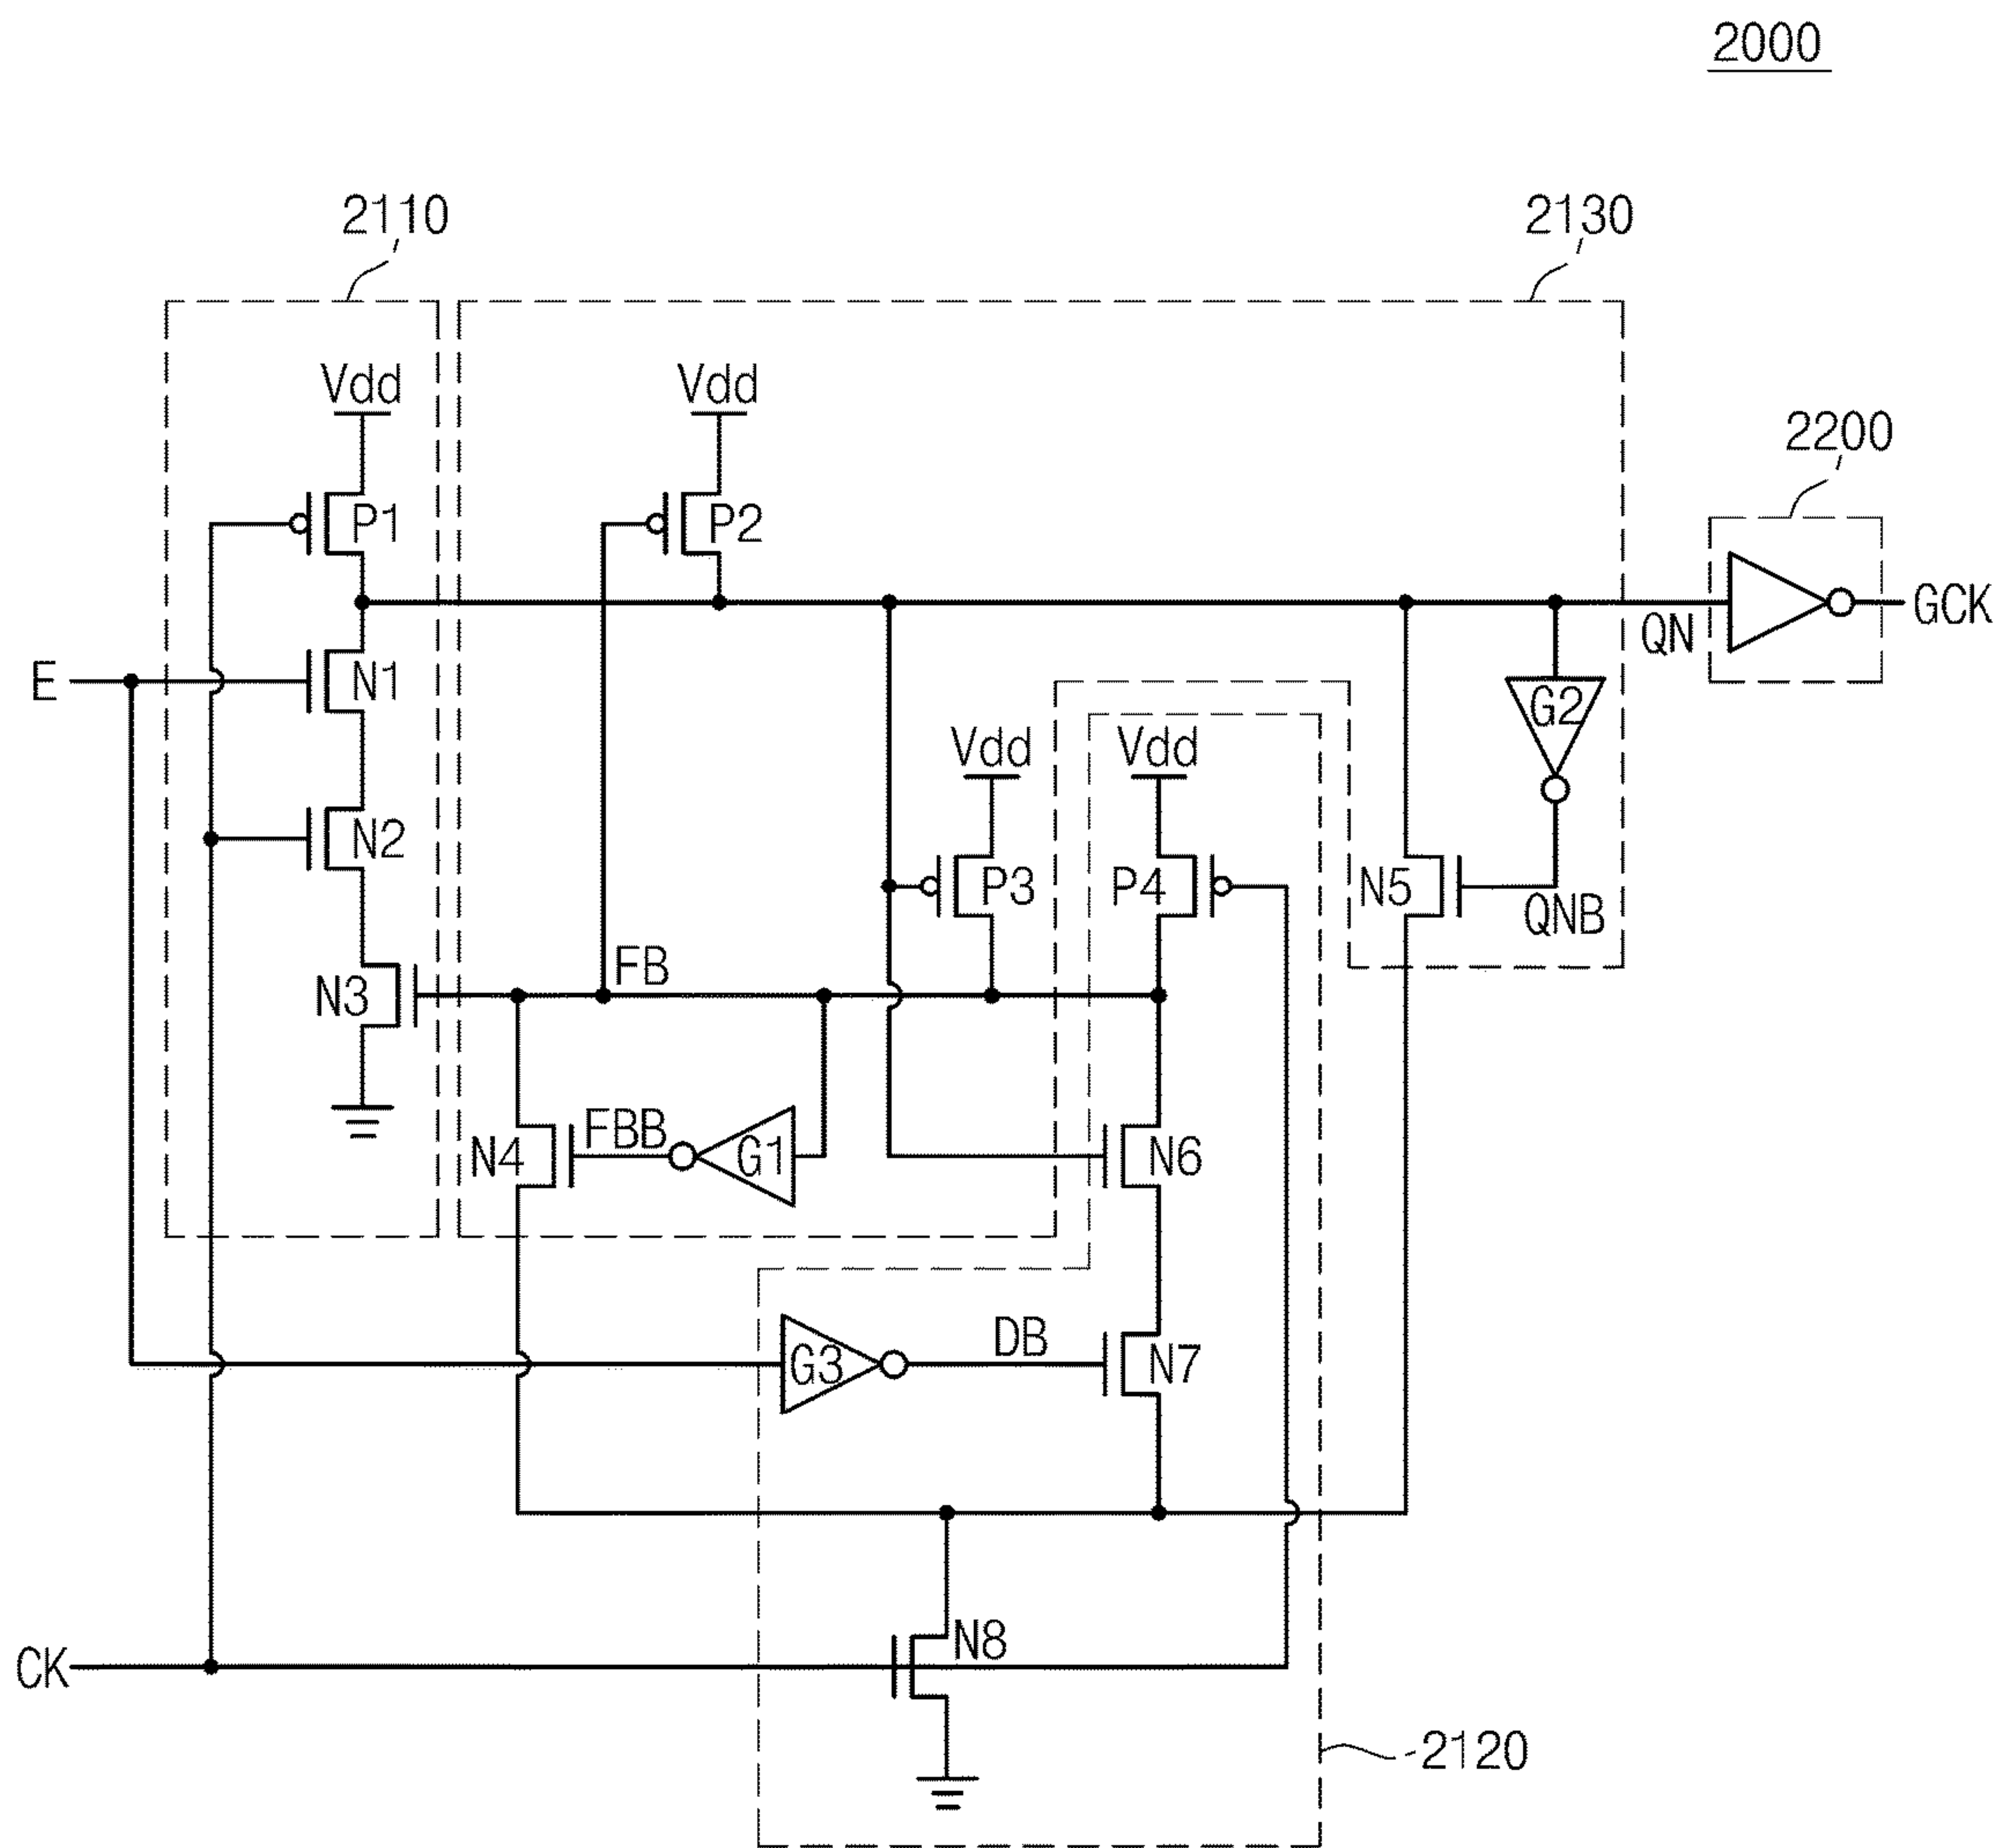 2000
2110
2130
Vdd
Vdd
2200
P1
P2
GCK
QN
E
N1
G2
Vdd
Vdd
N2
P3
P4
N5
QNB
FB
N3
FBB
N4
G1
N6
DB
G3
N7
N8
CK
2120